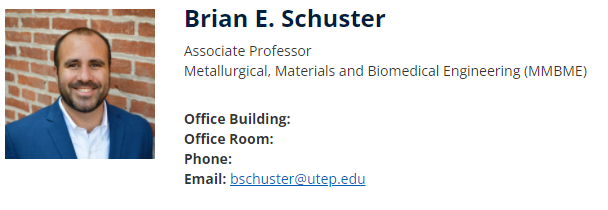 Brian E. Schuster
Associate Professor
Metallurgical, Materials and Biomedical Engineering (MMBME)
Office Building:
Office Room:
Phone:
Email: bschuster@utep.edu